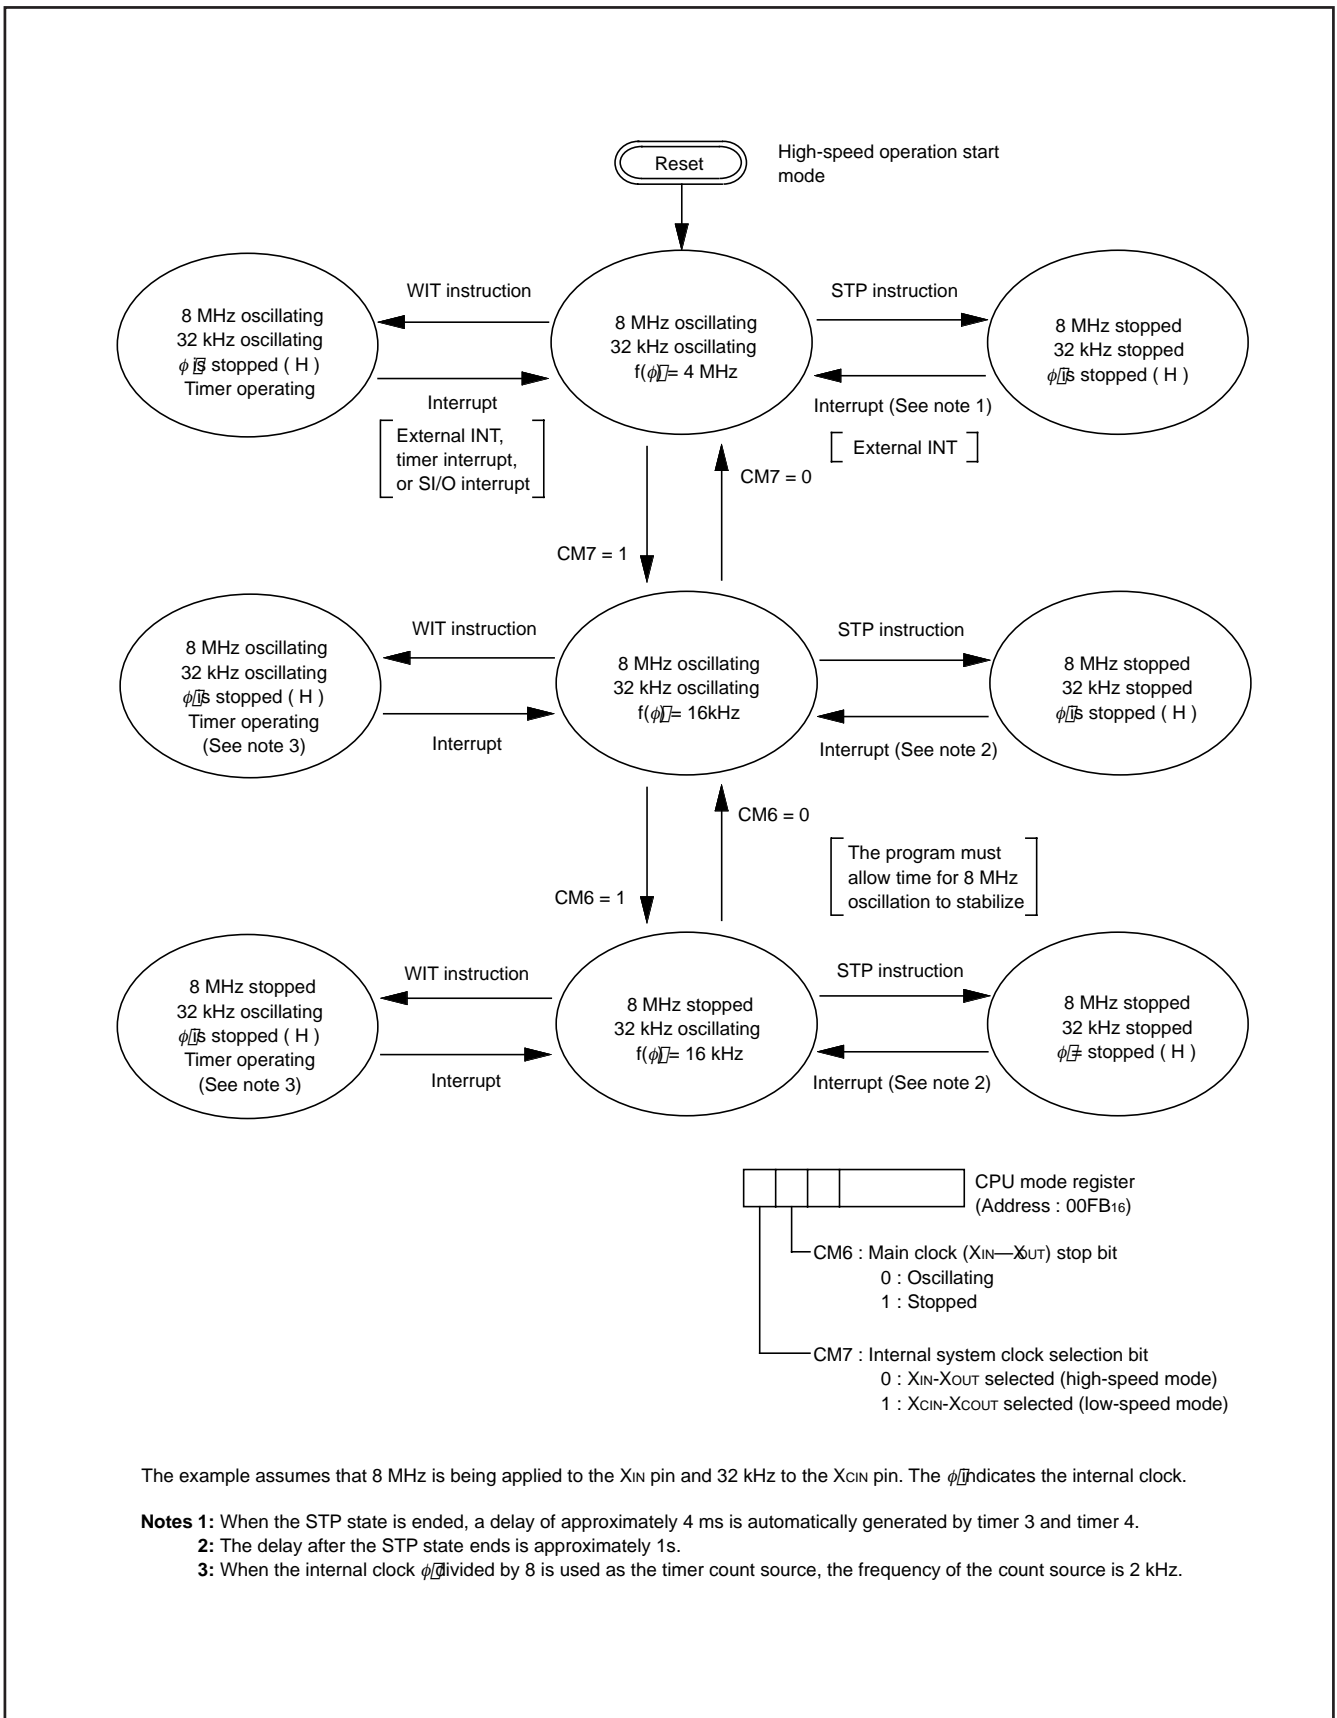 Reset
High-speed operation start
mode
WIT instruction
STP instruction
8 MHz oscillating
32 kHz oscillating
ϕ is stopped ( H )
Timer operating
8 MHz oscillating
32 kHz oscillating
f(ϕ) = 4 MHz
8 MHz stopped
32 kHz stopped
ϕ is stopped ( H )
Interrupt
External INT,
timer interrupt,
or SI/O interrupt
Interrupt (See note 1)
External INT
CM7 = 0
CM7 = 1
WIT instruction
STP instruction
8 MHz oscillating
32 kHz oscillating
ϕ is stopped ( H )
Timer operating
(See note 3)
8 MHz oscillating
32 kHz oscillating
f(ϕ) = 16kHz
8 MHz stopped
32 kHz stopped
ϕ is stopped ( H )
Interrupt
Interrupt (See note 2)
CM6 = 0
The program must
allow time for 8 MHz
oscillation to stabilize
CM6 = 1
WIT instruction
STP instruction
8 MHz stopped
32 kHz oscillating
ϕ is stopped ( H )
Timer operating
(See note 3)
8 MHz stopped
32 kHz oscillating
f(ϕ) = 16 kHz
8 MHz stopped
32 kHz stopped
ϕ = stopped ( H )
Interrupt
Interrupt (See note 2)
CPU mode register
(Address : 00FB16)
CM6 : Main clock (XIN—XOUT) stop bit
0 : Oscillating
1 : Stopped
CM7 : Internal system clock selection bit
0 : XIN-XOUT selected (high-speed mode)
1 : XCIN-XCOUT selected (low-speed mode)
The example assumes that 8 MHz is being applied to the XIN pin and 32 kHz to the XCIN pin. The ϕ indicates the internal clock.
Notes 1: When the STP state is ended, a delay of approximately 4 ms is automatically generated by timer 3 and timer 4.
2: The delay after the STP state ends is approximately 1s.
3: When the internal clock ϕ divided by 8 is used as the timer count source, the frequency of the count source is 2 kHz.